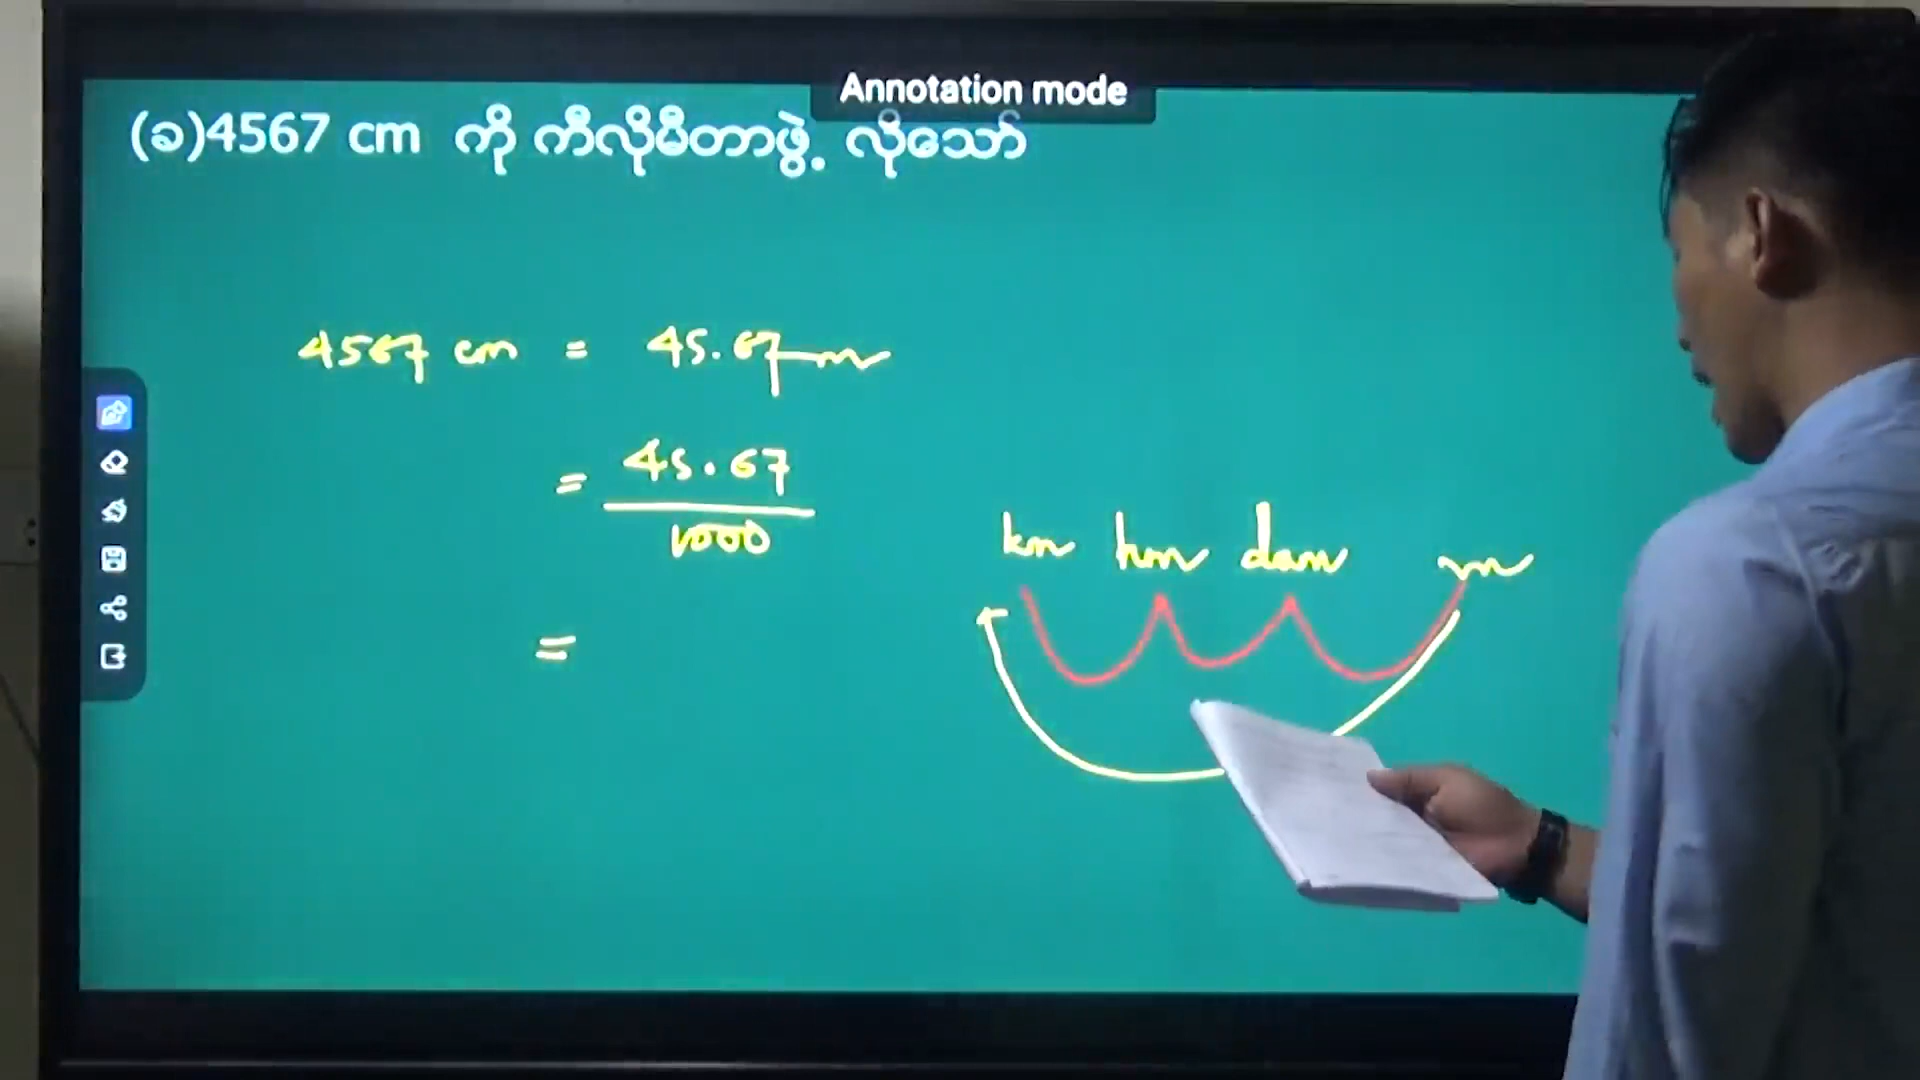 Annotation mode
(ခ)4567 cm ကို ကီလိုမီတာဖွဲ့ လိုသော်
4567 cm = 45.67 m
= 45.67
1000
km hm dam m
=